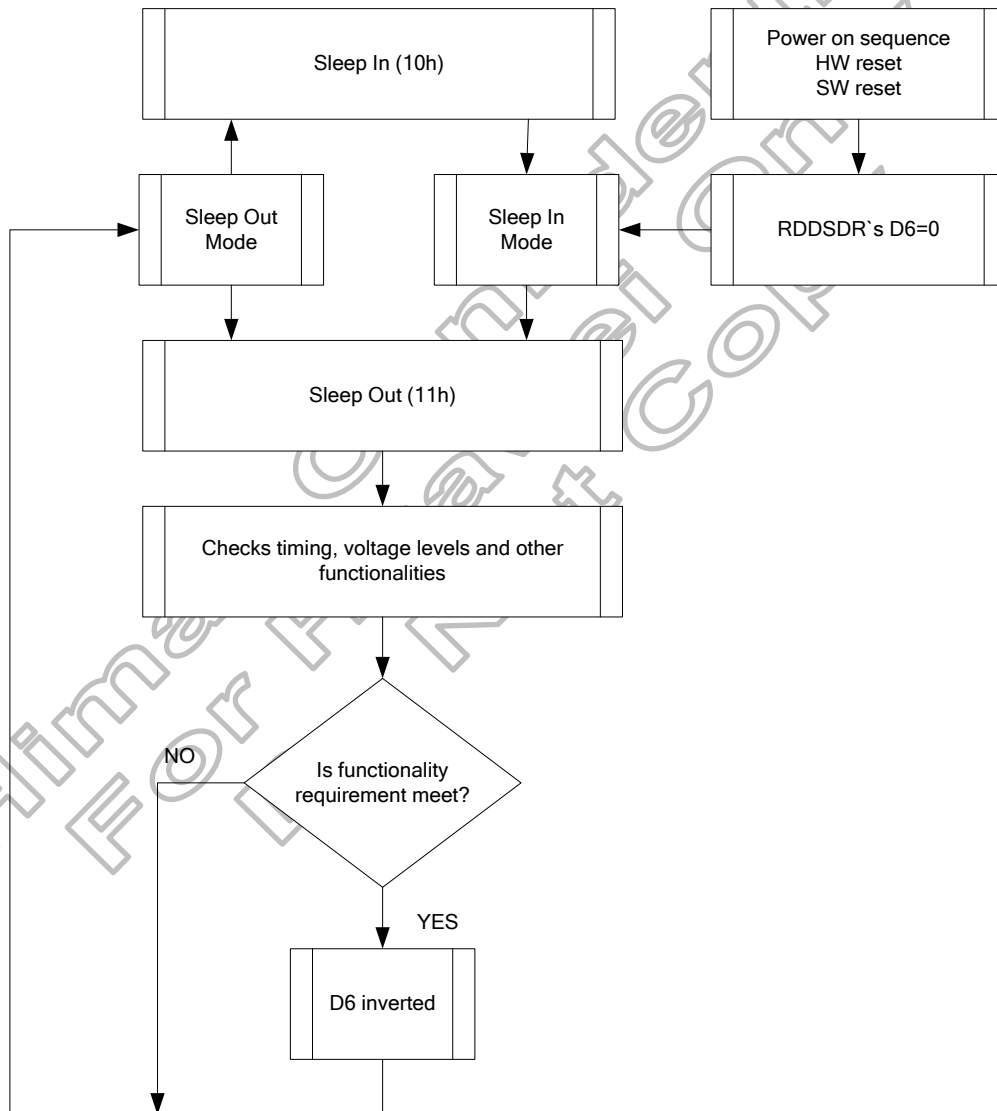 Sleep In (10h)
Power on sequence
HW reset
SW reset
Sleep Out
Mode
Sleep In
Mode
RDDSDR`s D6=0
Sleep Out (11h)
Checks timing, voltage levels and other
functionalities
NO
Is functionality
requirement meet?
YES
D6 inverted